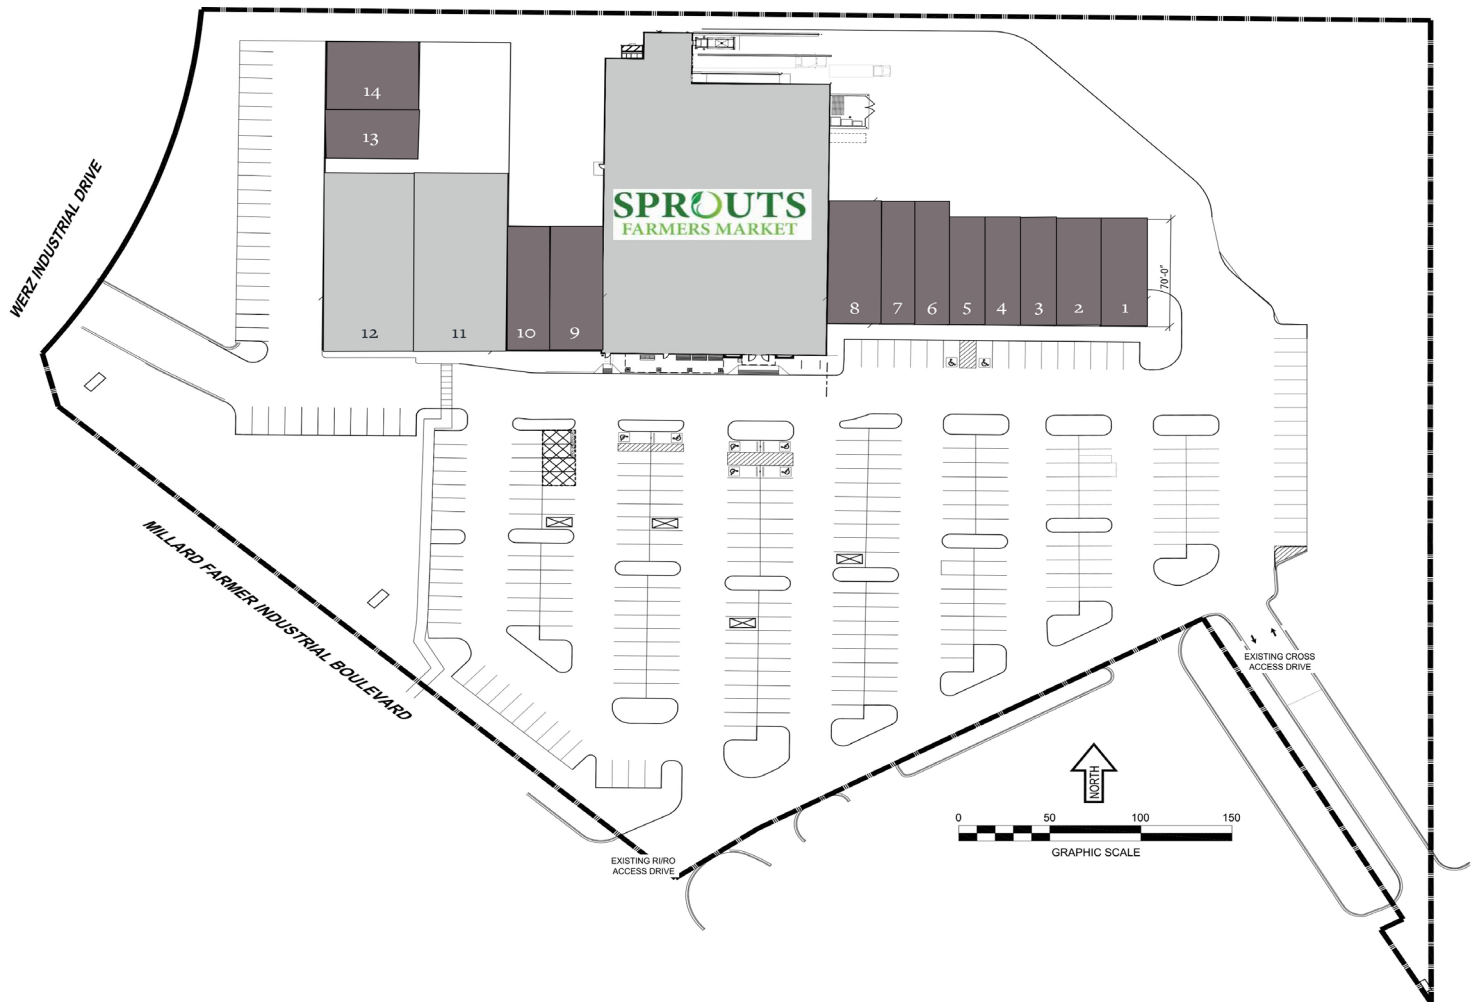 14
13
WERZ INDUSTRIAL DRIVE
SPROUTS
FARMERS MARKET
12
11
10
9
8
7
6
5
4
3
2
1
70'-0"
MILLARD FARMER INDUSTRIAL BOULEVARD
EXISTING CROSS
ACCESS DRIVE
NORTH
0 50 100 150
GRAPHIC SCALE
EXISTING RI/RO
ACCESS DRIVE